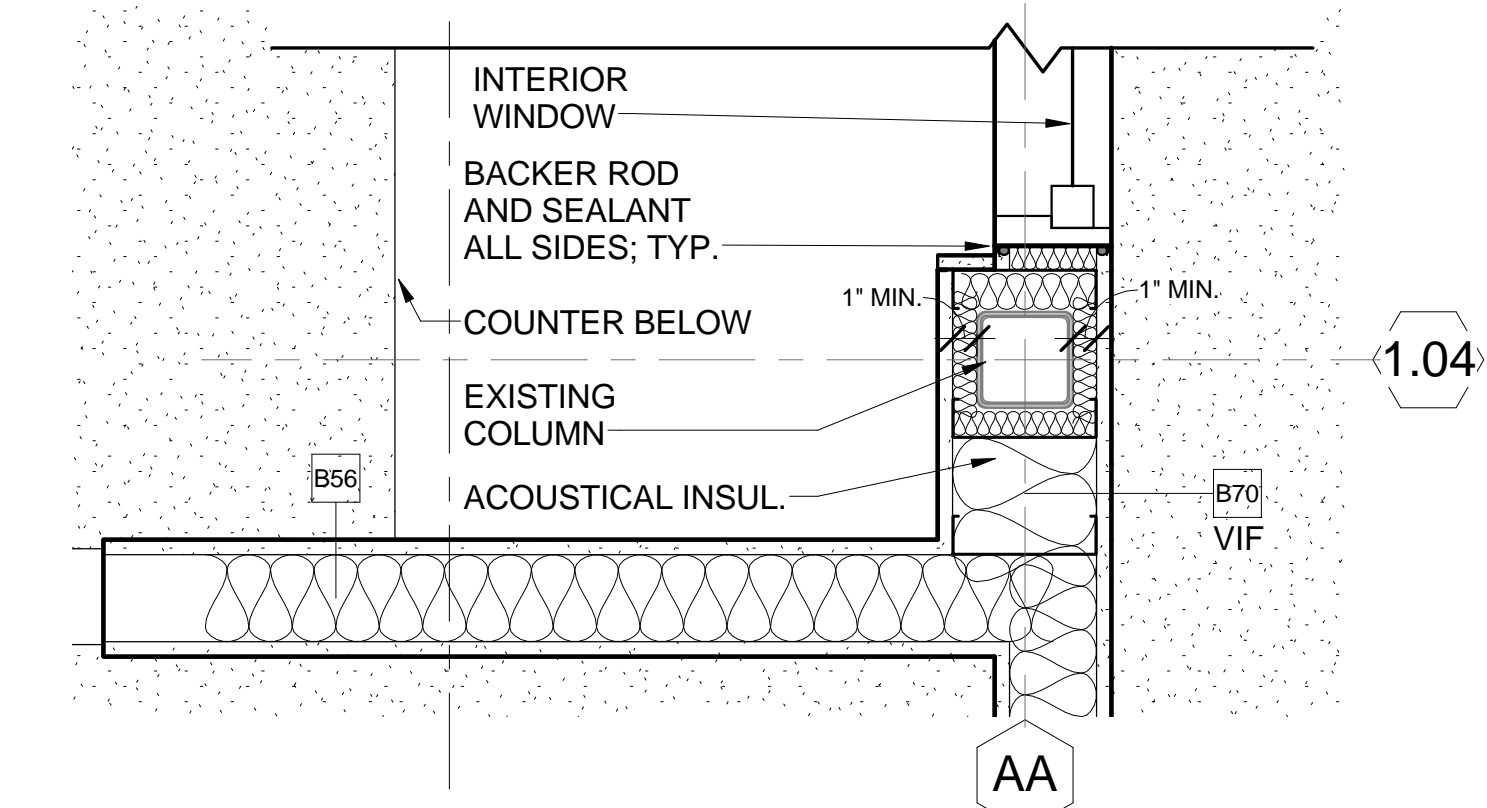 INTERIOR
WINDOW
BACKER ROD
AND SEALANT
ALL SIDES; TYP.
1" MIN.
1" MIN.
COUNTER BELOW
1.04
EXISTING
COLUMN
B56
ACOUSTICAL INSUL.
B70
VIF
AA